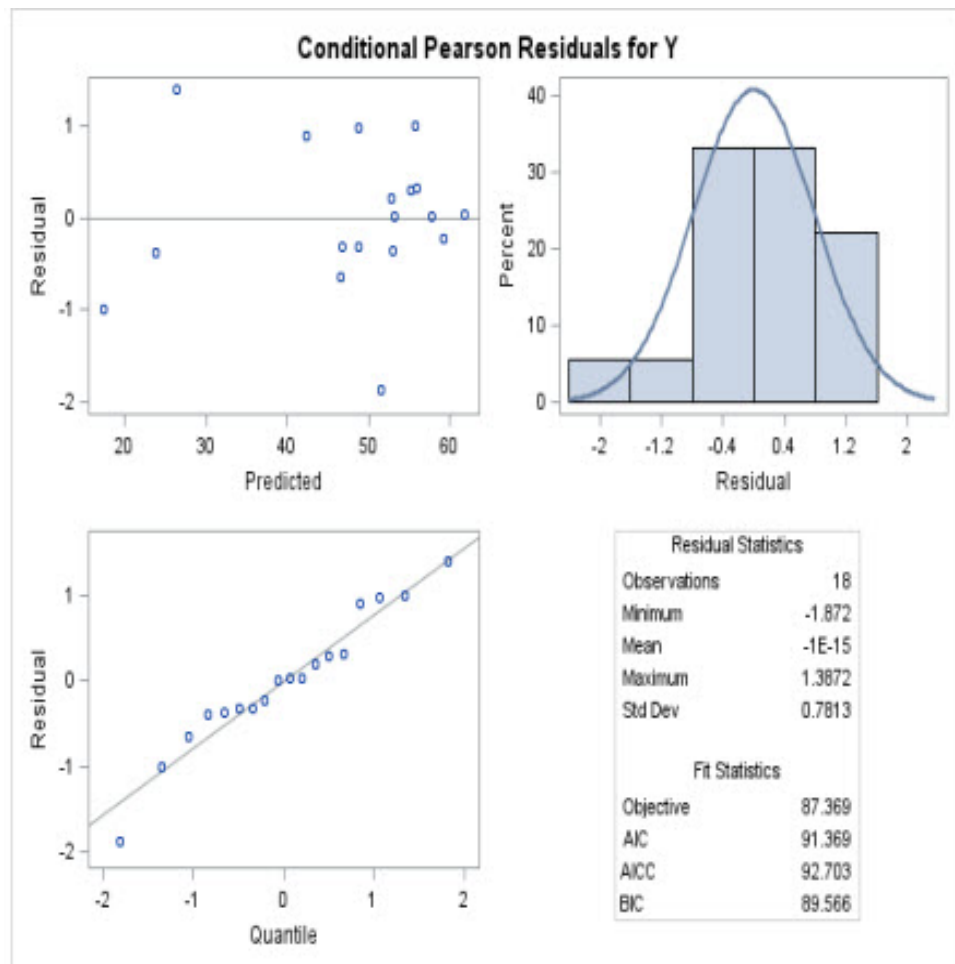 Conditional Pearson Residuals for Y
1
0
-1
-2
Residual
20 30 40 50 60
Predicted
40
30
20
10
0
Percent
-2 -1.2 -0.4 0.4 1.2 2
Residual
1
0
-1
-2
Residual
-2 -1 0 1 2
Quantile
Residual Statistics
Observations 18
Minimum -1.872
Mean -1E-15
Maximum 1.3872
Std Dev 0.7813
Fit Statistics
Objective 87.369
AIC 91.369
AICC 92.703
BIC 89.566